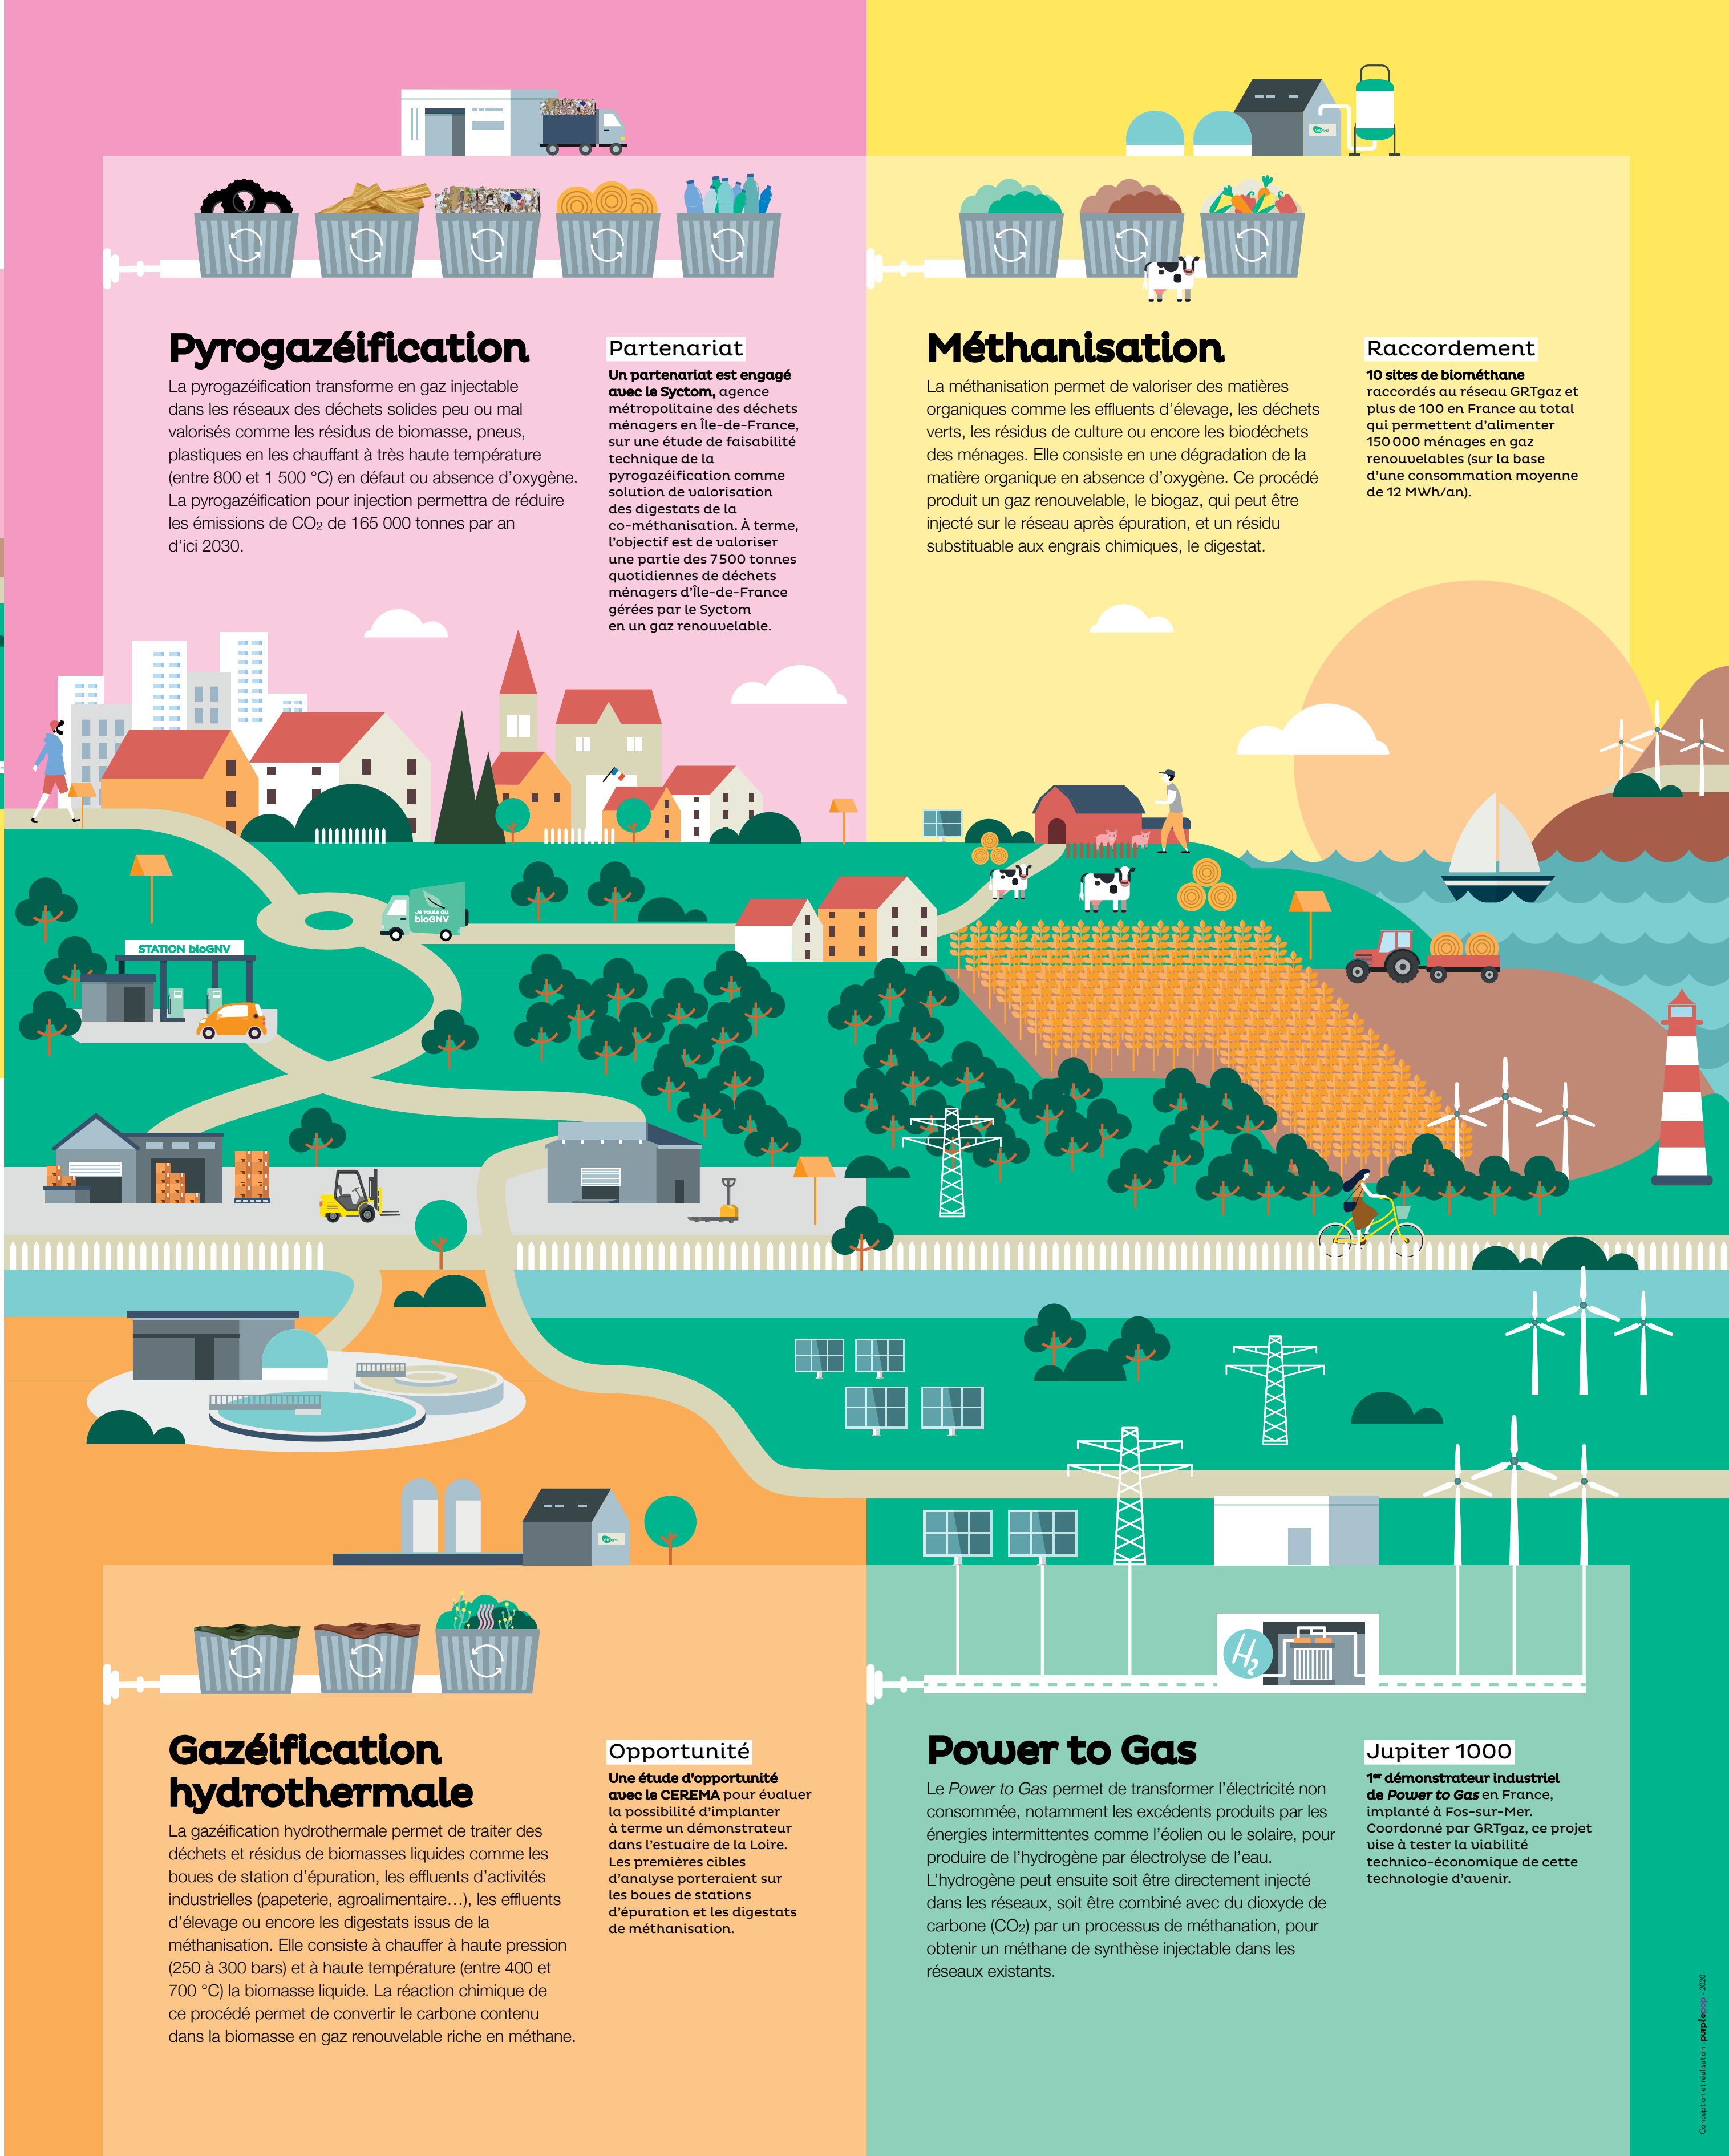 Pyrogazéification
La pyrogazéification transforme en gaz injectable
dans les réseaux des déchets solides peu ou mal
valorisés comme les résidus de biomasse, pneus,
plastiques en les chauffant à très haute température
(entre 800 et 1 500 °C) en défaut ou absence d’oxygène.
La pyrogazéification pour injection permettra de réduire
les émissions de CO2 de 165 000 tonnes par an
d’ici 2030.
Partenariat
Un partenariat est engagé
avec le Syctom, agence
métropolitaine des déchets
ménagers en Île-de-France,
sur une étude de faisabilité
technique de la
pyrogazéification comme
solution de valorisation
des digestats de la
co-méthanisation. À terme,
l’objectif est de valoriser
une partie des 7 500 tonnes
quotidiennes de déchets
ménagers d’Île-de-France
gérées par le Syctom
en un gaz renouvelable.
Méthanisation
La méthanisation permet de valoriser des matières
organiques comme les effluents d’élevage, les déchets
verts, les résidus de culture ou encore les biodéchets
des ménages. Elle consiste en une dégradation de la
matière organique en absence d’oxygène. Ce procédé
produit un gaz renouvelable, le biogaz, qui peut être
injecté sur le réseau après épuration, et un résidu
substituable aux engrais chimiques, le digestat.
Raccordement
10 sites de biométhane
raccordés au réseau GRTgaz et
plus de 100 en France au total
qui permettent d’alimenter
150 000 ménages en gaz
renouvelables (sur la base
d’une consommation moyenne
de 12 MWh/an).
Je roule au
bioGNV
STATION bioGNV
Gazéification
hydrothermale
La gazéification hydrothermale permet de traiter des
déchets et résidus de biomasses liquides comme les
boues de station d’épuration, les effluents d’activités
industrielles (papeterie, agroalimentaire…), les effluents
d’élevage ou encore les digestats issus de la
méthanisation. Elle consiste à chauffer à haute pression
(250 à 300 bars) et à haute température (entre 400 et
700 °C) la biomasse liquide. La réaction chimique de
ce procédé permet de convertir le carbone contenu
dans la biomasse en gaz renouvelable riche en méthane.
Opportunité
Une étude d’opportunité
avec le CEREMA pour évaluer
la possibilité d’implanter
à terme un démonstrateur
dans l’estuaire de la Loire.
Les premières cibles
d’analyse porteraient sur
les boues de stations
d’épuration et les digestats
de méthanisation.
H2
Power to Gas
Le Power to Gas permet de transformer l’électricité non
consommée, notamment les excédents produits par les
énergies intermittentes comme l’éolien ou le solaire, pour
produire de l’hydrogène par électrolyse de l’eau.
L’hydrogène peut ensuite soit être directement injecté
dans les réseaux, soit être combiné avec du dioxyde de
carbone (CO2) par un processus de méthanation, pour
obtenir un méthane de synthèse injectable dans les
réseaux existants.
Jupiter 1000
1er démonstrateur industriel
de Power to Gas en France,
implanté à Fos-sur-Mer.
Coordonné par GRTgaz, ce projet
vise à tester la viabilité
technico-économique de cette
technologie d’avenir.
Conception et réalisation : purplepop - 2020